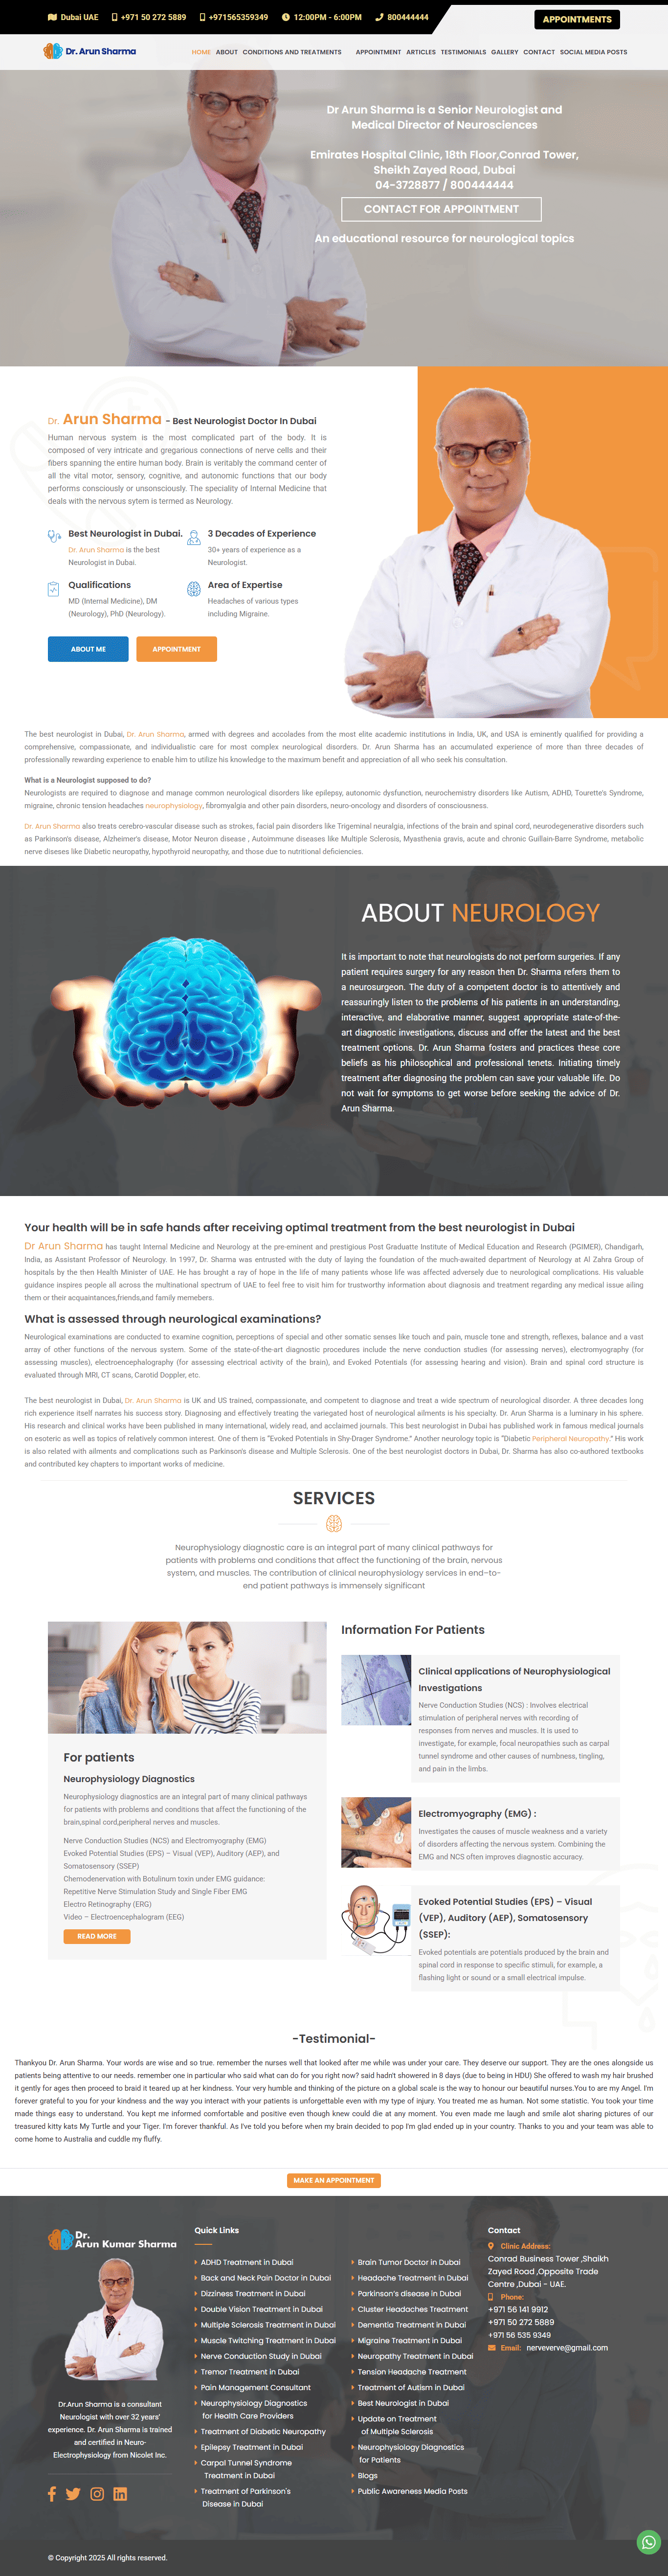 Dubai UAE
+971 50 272 5889
+971565359349
12:00PM - 6:00PM
800444444
APPOINTMENTS
Dr. Arun Sharma
HOME ABOUT CONDITIONS AND TREATMENTS APPOINTMENT ARTICLES TESTIMONIALS GALLERY CONTACT SOCIAL MEDIA POSTS
Dr Arun Sharma is a Senior Neurologist and
Medical Director of Neurosciences
Emirates Hospital Clinic, 18th Floor,Conrad Tower,
Sheikh Zayed Road, Dubai
04-3728877 / 800444444
CONTACT FOR APPOINTMENT
An educational resource for neurological topics
Dr. Arun Sharma - Best Neurologist Doctor In Dubai
Human nervous system is the most complicated part of the body. It is
composed of very intricate and gregarious connections of nerve cells and their
fibers spanning the entire human body. Brain is veritably the command center of
all the vital motor, sensory, cognitive, and autonomic functions that our body
performs consciously or unsconsciously. The speciality of Internal Medicine that
deals with the nervous sytem is termed as Neurology.
Best Neurologist in Dubai.
Dr. Arun Sharma is the best
Neurologist in Dubai.
3 Decades of Experience
30+ years of experience as a
Neurologist.
Qualifications
MD (Internal Medicine), DM
(Neurology), PhD (Neurology).
Area of Expertise
Headaches of various types
including Migraine.
ABOUT ME
APPOINTMENT
The best neurologist in Dubai, Dr. Arun Sharma, armed with degrees and accolades from the most elite academic institutions in India, UK, and USA is eminently qualified for providing a
comprehensive, compassionate, and individualistic care for most complex neurological disorders. Dr. Arun Sharma has an accumulated experience of more than three decades of
professionally rewarding experience to enable him to utilize his knowledge to the maximum benefit and appreciation of all who seek his consultation.
What is a Neurologist supposed to do?
Neurologists are required to diagnose and manage common neurological disorders like epilepsy, autonomic dysfunction, neurochemistry disorders like Autism, ADHD, Tourette's Syndrome,
migraine, chronic tension headaches neurophysiology, fibromyalgia and other pain disorders, neuro-oncology and disorders of consciousness.
Dr. Arun Sharma also treats cerebro-vascular disease such as strokes, facial pain disorders like Trigeminal neuralgia, infections of the brain and spinal cord, neurodegenerative disorders such
as Parkinson's disease, Alzheimer's disease, Motor Neuron disease , Autoimmune diseases like Multiple Sclerosis, Myasthenia gravis, acute and chronic Guillain-Barre Syndrome, metabolic
nerve dieses like Diabetic neuropathy, hypothyroid neuropathy, and those due to nutritional deficiencies.
ABOUT NEUROLOGY
It is important to note that neurologists do not perform surgeries. If any
patient requires surgery for any reason then Dr. Sharma refers them to
a neurosurgeon. The duty of a competent doctor is to attentively and
reassuringly listen to the problems of his patients in an understanding,
interactive, and elaborative manner, suggest appropriate state-of-the-
art diagnostic investigations, discuss and offer the latest and the best
treatment options. Dr. Arun Sharma fosters and practices these core
beliefs as his philosophical and professional tenets. Initiating timely
treatment after diagnosing the problem can save your valuable life. Do
not wait for symptoms to get worse before seeking the advice of Dr.
Arun Sharma.
Your health will be in safe hands after receiving optimal treatment from the best neurologist in Dubai
Dr Arun Sharma has taught Internal Medicine and Neurology at the pre-eminent and prestigious Post Graduatte Institute of Medical Education and Research (PGIMER), Chandigarh,
India, as Assistant Professor of Neurology. In 1997, Dr. Sharma was entrusted with the duty of laying the foundation of the much-awaited department of Neurology at Al Zahra Group of
hospitals by the then Health Minister of UAE. He has brought a ray of hope in the life of many patients whose life was affected adversely due to neurological complications. His valuable
guidance inspires people all across the multinational spectrum of UAE to feel free to visit him for trustworthy information about diagnosis and treatment regarding any medical issue ailing
them or their acquaintances,friends,and family memebers.
What is assessed through neurological examinations?
Neurological examinations are conducted to examine cognition, perceptions of special and other somatic senses like touch and pain, muscle tone and strength, reflexes, balance and a vast
array of other functions of the nervous system. Some of the state-of-the-art diagnostic procedures include the nerve conduction studies (for assessing nerves), electromyography (for
assessing muscles), electroencephalography (for assessing electrical activity of the brain), and Evoked Potentials (for assessing hearing and vision). Brain and spinal cord structure is
evaluated through MRI, CT scans, Carotid Doppler, etc.
The best neurologist in Dubai, Dr. Arun Sharma is UK and US trained, compassionate, and competent to diagnose and treat a wide spectrum of neurological disorder. A three decades long
rich experience itself narrates his success story. Diagnosing and effectively treating the variegated host of neurological ailments is his specialty. Dr. Arun Sharma is a luminary in his sphere.
His research and clinical works have been published in many international, widely read, and acclaimed journals. This best neurologist in Dubai has published work in famous medical journals
on esoteric as well as topics of relatively common interest. One of them is "Evoked Potentials in Shy-Drager Syndrome." Another neurology topic is "Diabetic Peripheral Neuropathy." His work
is also related with ailments and complications such as Parkinson's disease and Multiple Sclerosis. One of the best neurologist doctors in Dubai, Dr. Sharma has also co-authored textbooks
and contributed key chapters to important works of medicine.
SERVICES
Neurophysiology diagnostic care is an integral part of many clinical pathways for
patients with problems and conditions that affect the functioning of the brain, nervous
system, and muscles. The contribution of clinical neurophysiology services in end–to–
end patient pathways is immensely significant
For patients
Neurophysiology Diagnostics
Neurophysiology diagnostics are an integral part of many clinical pathways
for patients with problems and conditions that affect the functioning of the
brain,spinal cord,peripheral nerves and muscles.
Nerve Conduction Studies (NCS) and Electromyography (EMG)
Evoked Potential Studies (EPS) – Visual (VEP), Auditory (AEP), and
Somatosensory (SSEP)
Chemodenervation with Botulinum toxin under EMG guidance:
Repetitive Nerve Stimulation Study and Single Fiber EMG
Electro Retinography (ERG)
Video – Electroencephalogram (EEG)
READ MORE
Information For Patients
Clinical applications of Neurophysiological
Investigations
Nerve Conduction Studies (NCS) : Involves electrical
stimulation of peripheral nerves with recording of
responses from nerves and muscles. It is used to
investigate, for example, focal neuropathies such as carpal
tunnel syndrome and other causes of numbness, tingling,
and pain in the limbs.
Electromyography (EMG) :
Investigates the causes of muscle weakness and a variety
of disorders affecting the nervous system. Combining the
EMG and NCS often improves diagnostic accuracy.
Evoked Potential Studies (EPS) – Visual
(VEP), Auditory (AEP), Somatosensory
(SSEP):
Evoked potentials are potentials produced by the brain and
spinal cord in response to specific stimuli, for example, a
flashing light or sound or a small electrical impulse.
-Testimonial-
Thankyou Dr. Arun Sharma. Your words are wise and so true. remember the nurses well that looked after me while was under your care. They deserve our support. They are the ones alongside us
patients being attentive to our needs. remember one in particular who said what can do for you right now? said hadn't showered in 8 days (due to being in HDU) She offered to wash my hair brushed
it gently for ages then proceed to braid it teared up at her kindness. Your very humble and thinking of the picture on a global scale is the way to honour our beautiful nurses.You to are my Angel. I'm
forever grateful to you for your kindness and the way you interact with your patients is unforgettable even with my type of injury. You treated me as human. Not some statistic. You took your time
made things easy to understand. You kept me informed comfortable and positive even though knew could die at any moment. You even made me laugh and smile alot sharing pictures of our
treasured kitty kats My Turtle and your Tiger. I'm forever thankful. As I've told you before when my brain decided to pop I'm glad ended up in your country. Thanks to you and your team was able to
come home to Australia and cuddle my fluffy.
MAKE AN APPOINTMENT
Dr.
Arun Kumar Sharma
Dr.Arun Sharma is a consultant
Neurologist with over 32 years'
experience. Dr. Arun Sharma is trained
and certified in Neuro-
Electrophysiology from Nicolet Inc.
Quick Links
ADHD Treatment in Dubai
Back and Neck Pain Doctor in Dubai
Dizziness Treatment in Dubai
Double Vision Treatment in Dubai
Multiple Sclerosis Treatment in Dubai
Muscle Twitching Treatment in Dubai
Nerve Conduction Study in Dubai
Tremor Treatment in Dubai
Pain Management Consultant
Neurophysiology Diagnostics
for Health Care Providers
Treatment of Diabetic Neuropathy
Epilepsy Treatment in Dubai
Carpal Tunnel Syndrome
Treatment in Dubai
Treatment of Parkinson's
Disease in Dubai
Brain Tumor Doctor in Dubai
Headache Treatment in Dubai
Parkinson's disease in Dubai
Cluster Headaches Treatment
Dementia Treatment in Dubai
Migraine Treatment in Dubai
Neuropathy Treatment in Dubai
Tension Headache Treatment
Treatment of Autism in Dubai
Best Neurologist in Dubai
Update on Treatment
of Multiple Sclerosis
Neurophysiology Diagnostics
for Patients
Blogs
Public Awareness Media Posts
Contact
Clinic Address:
Conrad Business Tower ,Shaikh
Zayed Road ,Opposite Trade
Centre ,Dubai - UAE.
Phone:
+971 56 141 9912
+971 50 272 5889
+971 56 535 9349
Email: nerveverve@gmail.com
© Copyright 2025 All rights reserved.